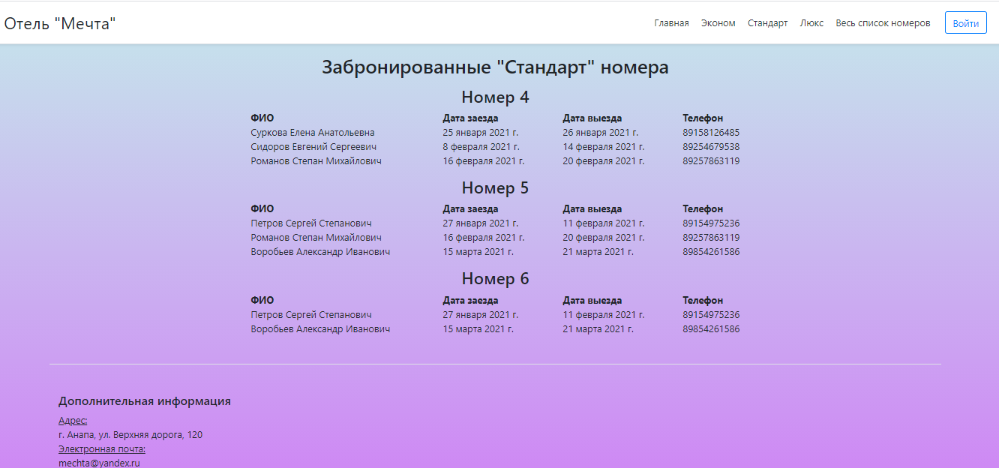 Отель "Мечта" Главная Эконом Стандарт Люкс Весь список номеров Войти
Забронированные "Стандарт" номера
Номер 4
ФИО Дата заезда Дата выезда Телефон
Суркова Елена Анатольевна 25 января 2021 г. 26 января 2021 г. 89158126485
Сидоров Евгений Сергеевич 8 февраля 2021 г. 14 февраля 2021 г. 89254679538
Романов Степан Михайлович 16 февраля 2021 г. 20 февраля 2021 г. 89257863119
Номер 5
ФИО Дата заезда Дата выезда Телефон
Петров Сергей Степанович 27 января 2021 г. 11 февраля 2021 г. 89154975236
Романов Степан Михайлович 16 февраля 2021 г. 20 февраля 2021 г. 89257863119
Воробьев Александр Иванович 15 марта 2021 г. 21 марта 2021 г. 89854261586
Номер 6
ФИО Дата заезда Дата выезда Телефон
Петров Сергей Степанович 27 января 2021 г. 11 февраля 2021 г. 89154975236
Воробьев Александр Иванович 15 марта 2021 г. 21 марта 2021 г. 89854261586
Дополнительная информация
Адрес:
г. Анапа, ул. Верхняя дорога, 120
Электронная почта:
mechta@yandex.ru